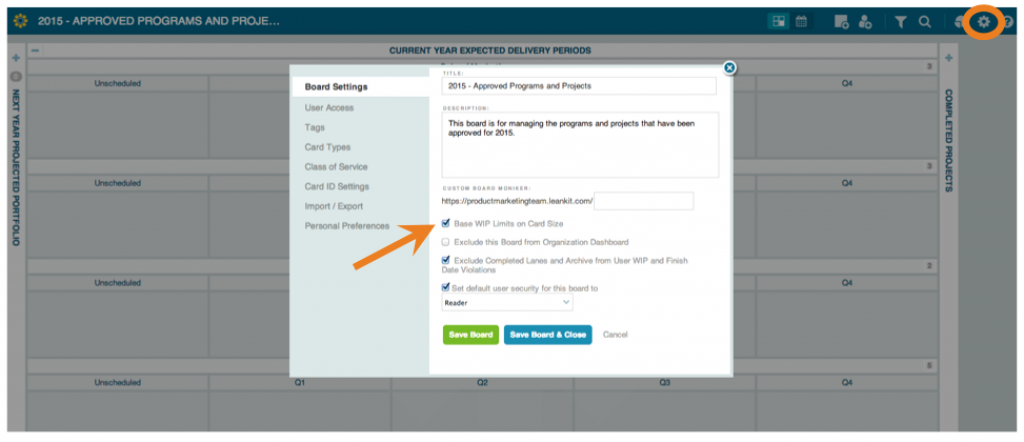 2015 - APPROVED PROGRAMS AND PROJE...
CURRENT YEAR EXPECTED DELIVERY PERIODS
3
Unscheduled
Q4
NEXT YEAR PROJECTED PORTFOLIO
COMPLETED PROJECTS
Board Settings
User Access
Tags
Card Types
Class of Service
Card ID Settings
Import / Export
Personal Preferences
TITLE:
2015 - Approved Programs and Projects
DESCRIPTION:
This board is for managing the programs and projects that have been
approved for 2015.
CUSTOM BOARD MONIKER:
https://productmarketingteam.leankit.com/
Base WIP Limits on Card Size
Exclude this Board from Organization Dashboard
Exclude Completed Lanes and Archive from User WIP and Finish
Date Violations
Set default user security for this board to
Reader
Save Board
Save Board & Close
Cancel
3
Unscheduled
Q4
2
Unscheduled
Q4
5
Unscheduled
Q1
Q2
Q3
Q4